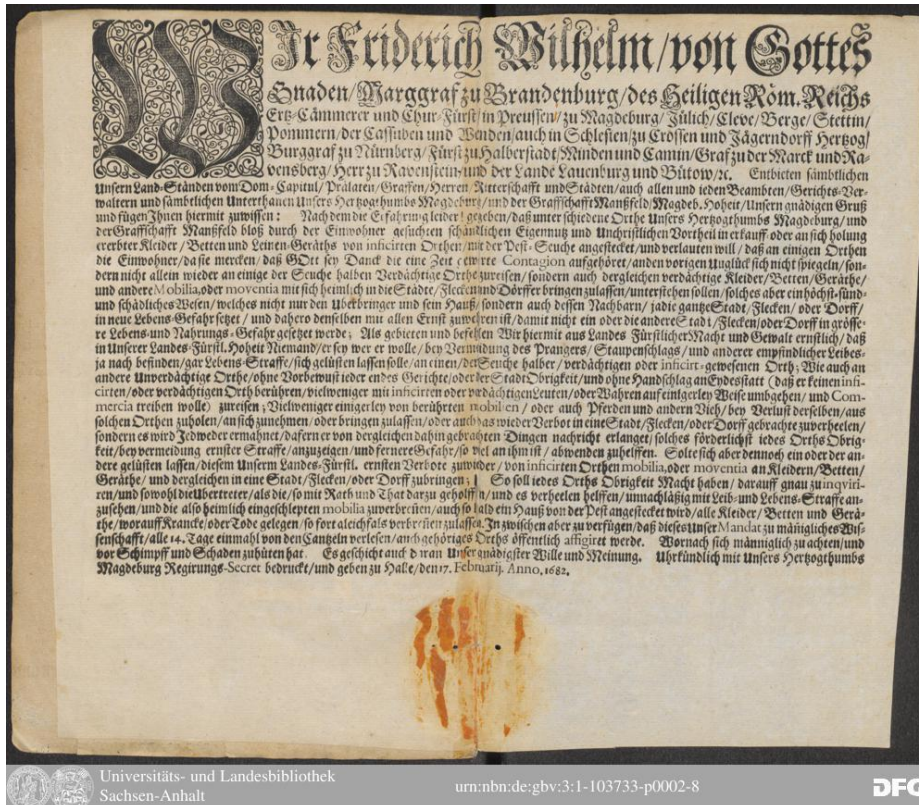 WIr Friderich Wilhelm/von Gottes
Gnaden/Marggraf zu Brandenburg/des Heiligen Röm. Reichs
Ertz-Cämmerer und Chur-Fürst/in Preussen/zu Magdeburg/Jülich/Cleve/Berge/Stettin/
Pommern/der Cassuben und Wenden/auch in Schlesien/zu Crossen und Jägerndorff Hertzog/
Burggraf zu Nürnberg/Fürst zu Halberstadt/Minden und Camin/Graf zu der Marck und Ra-
vensberg/Herr zu Ravenstein/und der Lande Lauenburg und Bütow/ꝛc. Entbieten sämbtlichen
Unsern Land-Ständen vom Dom-Capitul/Prälaten/Graffen/Herren/Ritterschafft und Städten/auch allen und ieden Beambten/Gerichts-Ver-
waltern und sämbtlichen Unterthanen Unsers Hertzogthumbs Magdeburg/und der Graffschafft Manßfeld/Magdeb. Hoheit/Unsern gnädigen Gruß
und fügen Ihnen hiermit zuwissen: Nach dem die Erfahrung leider! gegeben/daß unterschiedene Orthe Unsers Hertzogthumbs Magdeburg/und
der Graffschafft Manßfeld bloß durch der Einwohner gesuchten schändlichen Eigennutz und Unchristlichen Vortheil in erkauff- oder an sich holung
ererbter Kleider/Betten und Leinen-Geräths von inficirten Orthen/mit der Pest-Seuche angestecket/und verlauten will/daß an einigen Orthen
die Einwohner/da sie mercken/daß GOtt sey Danck die eine Zeit gewehrte Contagion aufgehöret/an den vorigen Unglück sich nicht spiegeln/son-
dern nicht allein wieder an einige der Seuche halben Verdächtige Orthe zureisen/sondern auch dergleichen verdächtige Kleider/Betten/Geräthe/
und andere Mobilia,oder moventia mit sich heimlich in die Städte/Flecken und Dörffer bringen zulassen/unterstehen sollen/solches aber ein höchst-sünd-
und schädliches Wesen/welches nicht nur den Uberbringer und sein Hauß/sondern auch dessen Nachbarn/ja die gantze Stadt/Flecken/oder Dorff/
in neue Lebens-Gefahr setzet/und dahero denselben mit allen Ernst zuwehren ist/damit nicht ein oder die andere Stadt/Flecken/oder Dorff in grösse-
re Lebens-und Nahrungs-Gefahr gesetzet werde; Als gebieten und befehlen Wir hiermit aus Landes Fürstlicher Macht und Gewalt ernstlich/daß
in Unserer Landes-Fürstl. Hoheit Niemand/er sey wer er wolle/bey Vermeidung des Prangers/Staupenschlags/und anderer empfindlicher Leibes-
ja nach befinden/gar Lebens-Straffe/sich gelüsten lassen solle/an einen/der Seuche halber/verdächtigen oder inficirt-gewesenen Orth; Wie auch an
andere Unverdächtige Orthe/ohne Vorbewust ieder endes Gerichte/oder der Stadt Obrigkeit/und ohne Handschlag an Eydesstatt (daß er keinen infi-
cirten/oder verdächtigen Orth berühren/vielweniger mit inficirten oder verdächtigen Leuten/oder Wahren auf einigerley Weise umbgehen/und Com-
mercia treiben wolle) zureisen; Vielweniger einigerley von berührten mobilien/oder auch Pferden und andern Vieh/bey Verlust derselben/aus
solchen Orthen zuholen/an sich zunehmen/oder bringen zulassen/oder auch das wieder Verbot in eine Stadt/Flecken/oder Dorff gebrachte zuverheelen/
sondern es wird Jedweder ermahnet/dafern er von dergleichen dahin gebrachten Dingen nachricht erlanget/solches förderlichst iedes Orths Obrig-
keit/bey vermeidung ernster Straffe/anzuzeigen/und fernere Gefahr/so viel an ihm ist/abwenden zuhelffen. Solte sich aber dennoch ein oder der an-
dere gelüsten lassen/diesem Unserm Landes-Fürstl. ernsten Verbote zuwieder/von inficirten Orthen mobilia,oder moventia an Kleidern/Betten/
Geräthe/und dergleichen in eine Stadt/Flecken/oder Dorff zubringen; So soll iedes Orths Obrigkeit Macht haben/darauff gnau zu inqviri-
ren/und sowohl die Ubertreter/als die/so mit Rath und That darzu geholffen/und es verheelen helffen/unnachläßig mit Leib-und Lebens-Straffe an-
zusehen/und die also heimlich eingeschlepten mobilia zuverbrennen/auch so bald ein Hauß von der Pest angestecket wird/alle Kleider/Betten und Gerä-
the/worauff Krancke/oder Tode gelegen/so fort gleichfals verbrennen zulassen. In zwischen aber zu verfügen/daß dieses Unser Mandat zu männigliches Wis-
senschafft/alle 14. Tage einmahl von den Cantzeln verlesen/auch gehöriges Orths öffentlich affigiret werde. Wornach sich männiglich zu achten/und
vor Schimpff und Schaden zuhüten hat. Es geschicht auch daran Unser gnädigster Wille und Meinung. Uhrkündlich mit Unsers Hertzogthumbs
Magdeburg Regirungs-Secret bedruckt/und geben zu Halle/den 17. Februarij. Anno. 1682.
Universitäts- und Landesbibliothek
Sachsen-Anhalt
urn:nbn:de:gbv:3:1-103733-p0002-8
DFG